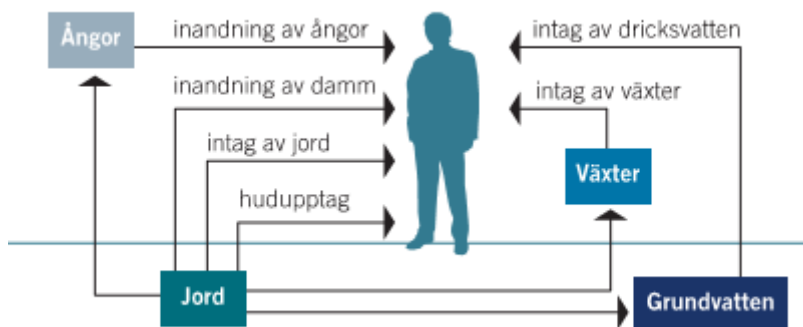 Ångor
inandning av ångor
intag av dricksvatten
inandning av damm
intag av växter
intag av jord
Växter
hudupptag
Jord
Grundvatten